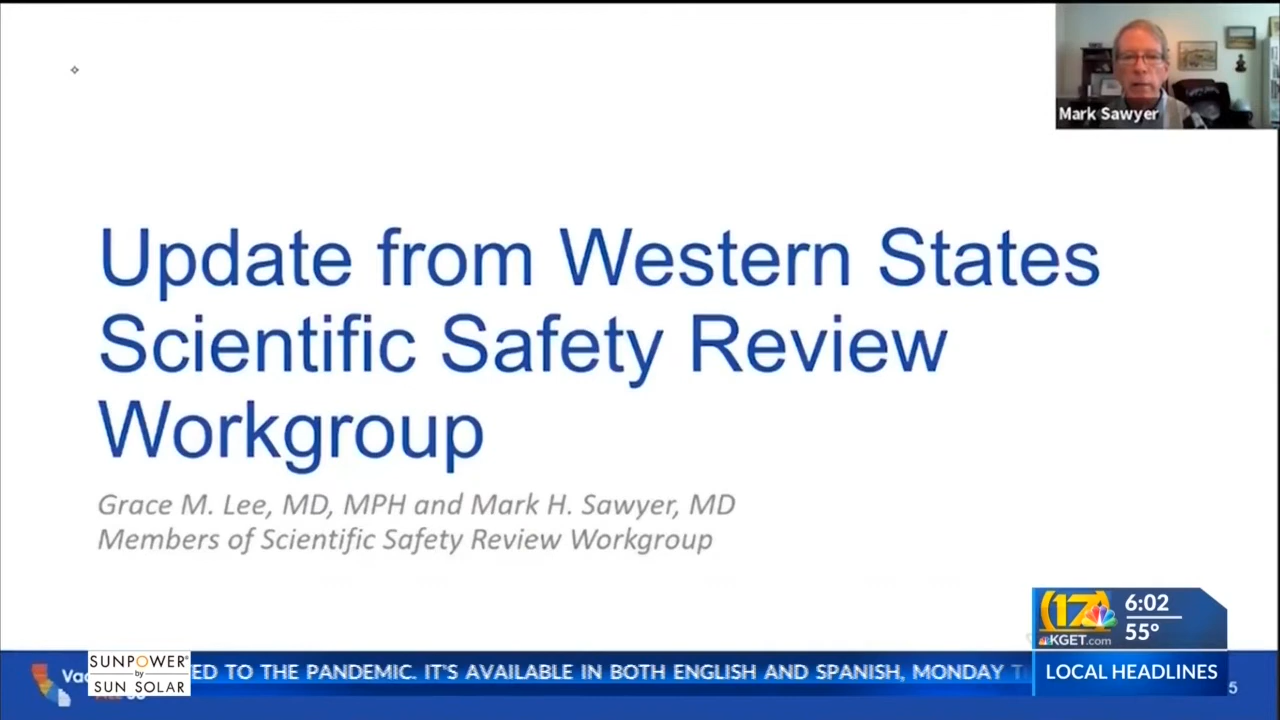 Mark Sawyer
Update from Western States
Scientific Safety Review
Workgroup
Grace M. Lee, MD, MPH and Mark H. Sawyer, MD
Members of Scientific Safety Review Workgroup
17
KGET.com
6:02
55°
LOCAL HEADLINES
SUNPOWER®
by
SUN SOLAR
ED TO THE PANDEMIC. IT'S AVAILABLE IN BOTH ENGLISH AND SPANISH, MONDAY
5